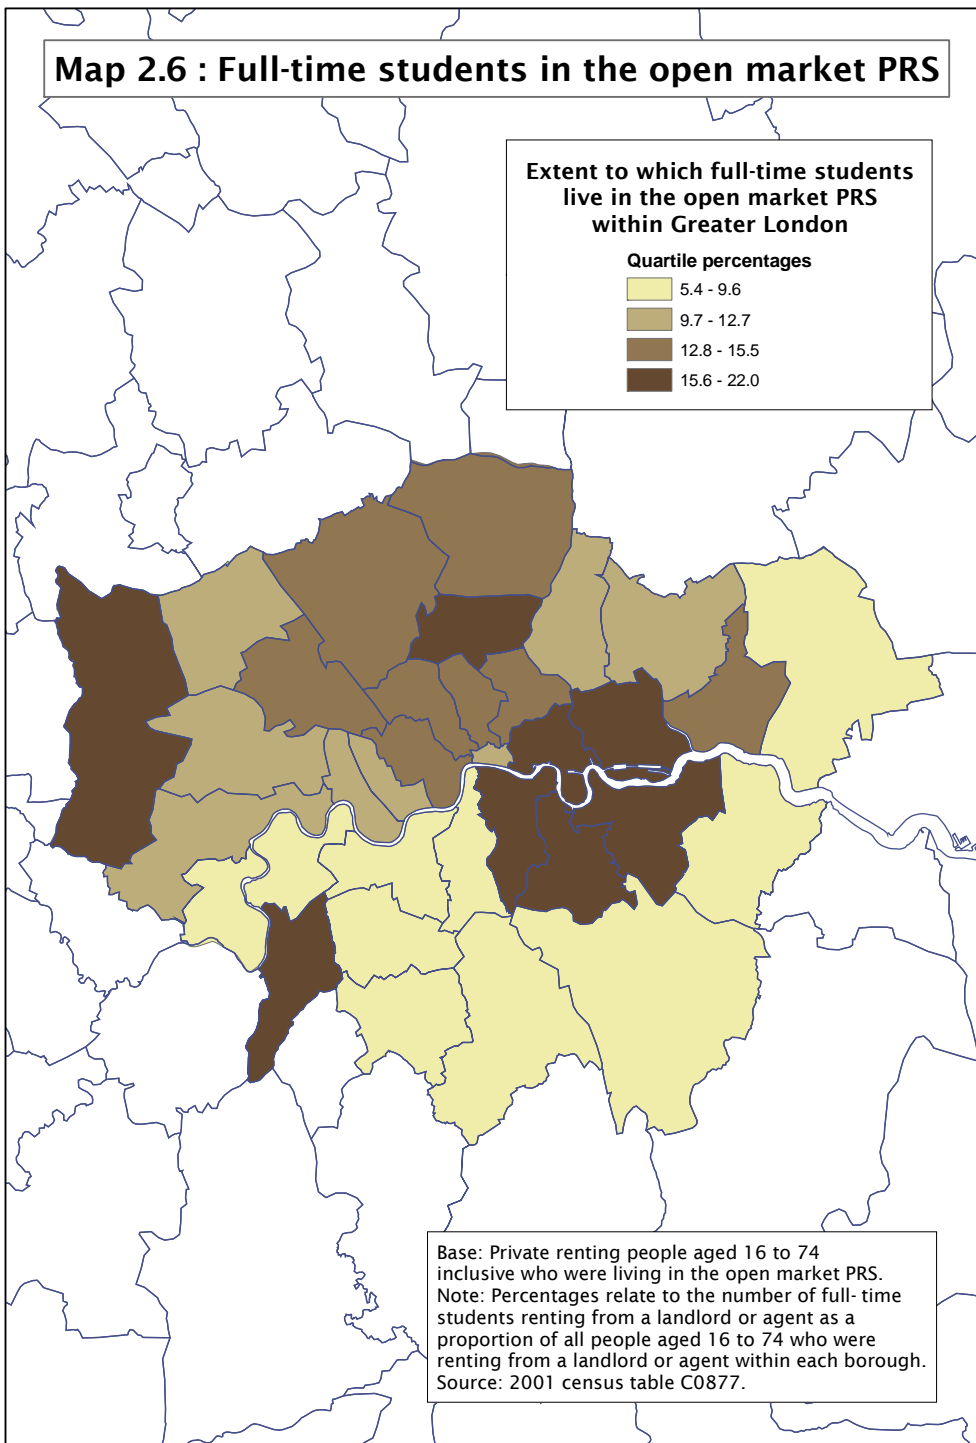 Map 2.6 : Full-time students in the open market PRS
Extent to which full-time students
live in the open market PRS
within Greater London
Quartile percentages
5.4 - 9.6
9.7 - 12.7
12.8 - 15.5
15.6 - 22.0
Base: Private renting people aged 16 to 74
inclusive who were living in the open market PRS.
Note: Percentages relate to the number of full- time
students renting from a landlord or agent as a
proportion of all people aged 16 to 74 who were
renting from a landlord or agent within each borough.
Source: 2001 census table C0877.